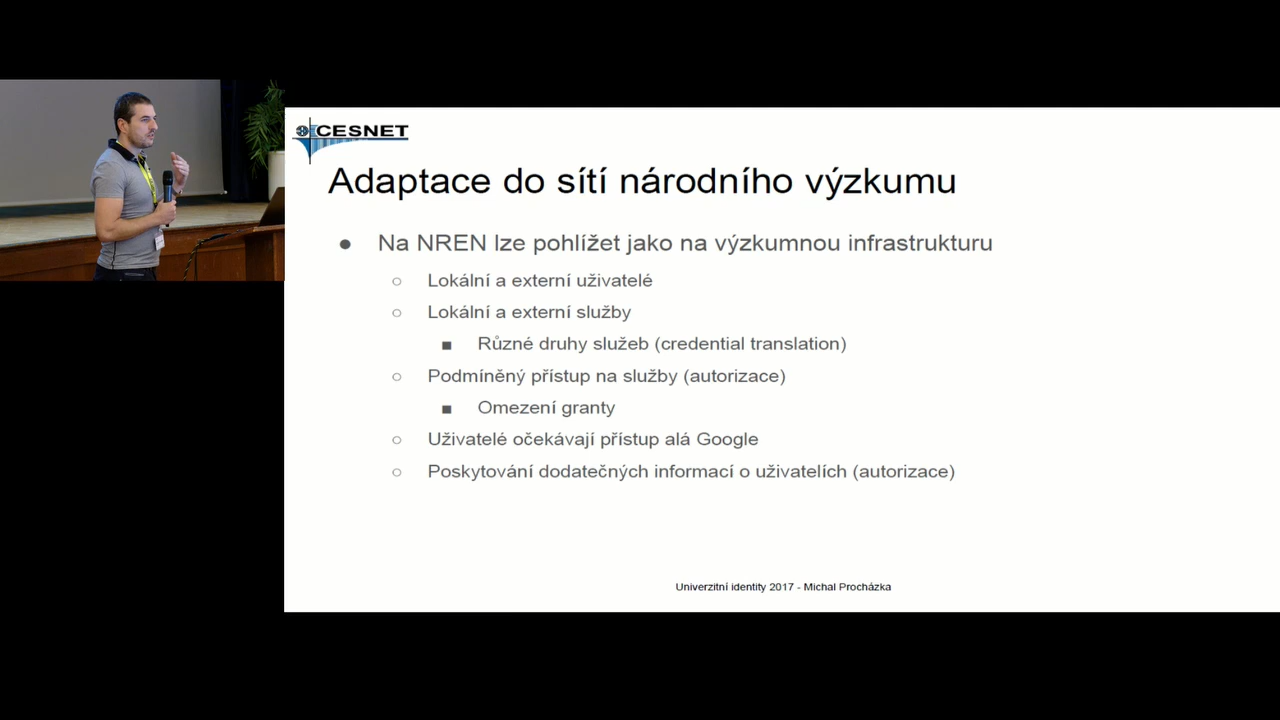 CESNET
Adaptace do sítí národního výzkumu
● Na NREN lze pohlížet jako na výzkumnou infrastrukturu
○ Lokální a externí uživatelé
○ Lokální a externí služby
■ Různé druhy služeb (credential translation)
○ Podmíněný přístup na služby (autorizace)
■ Omezení granty
○ Uživatelé očekávají přístup alá Google
○ Poskytování dodatečných informací o uživatelích (autorizace)
Univerzitní identity 2017 - Michal Procházka